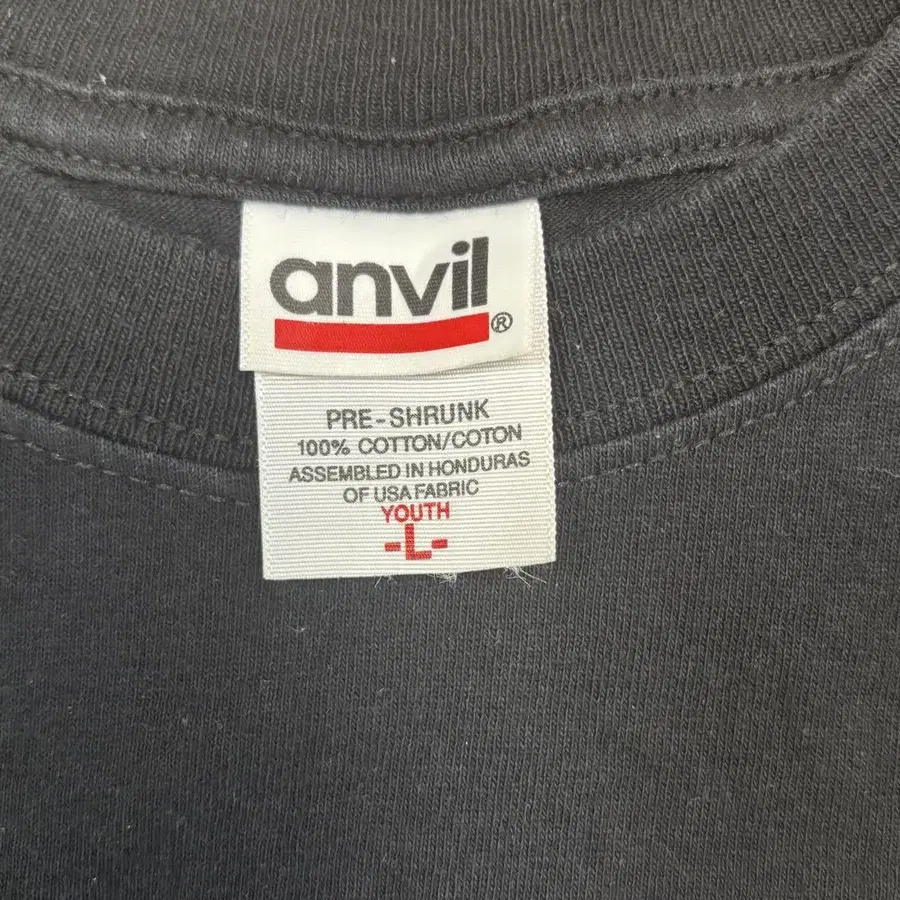 anvil®
PRE-SHRUNK
100% COTTON/COTON
ASSEMBLED IN HONDURAS
OF USA FABRIC
YOUTH
-L-